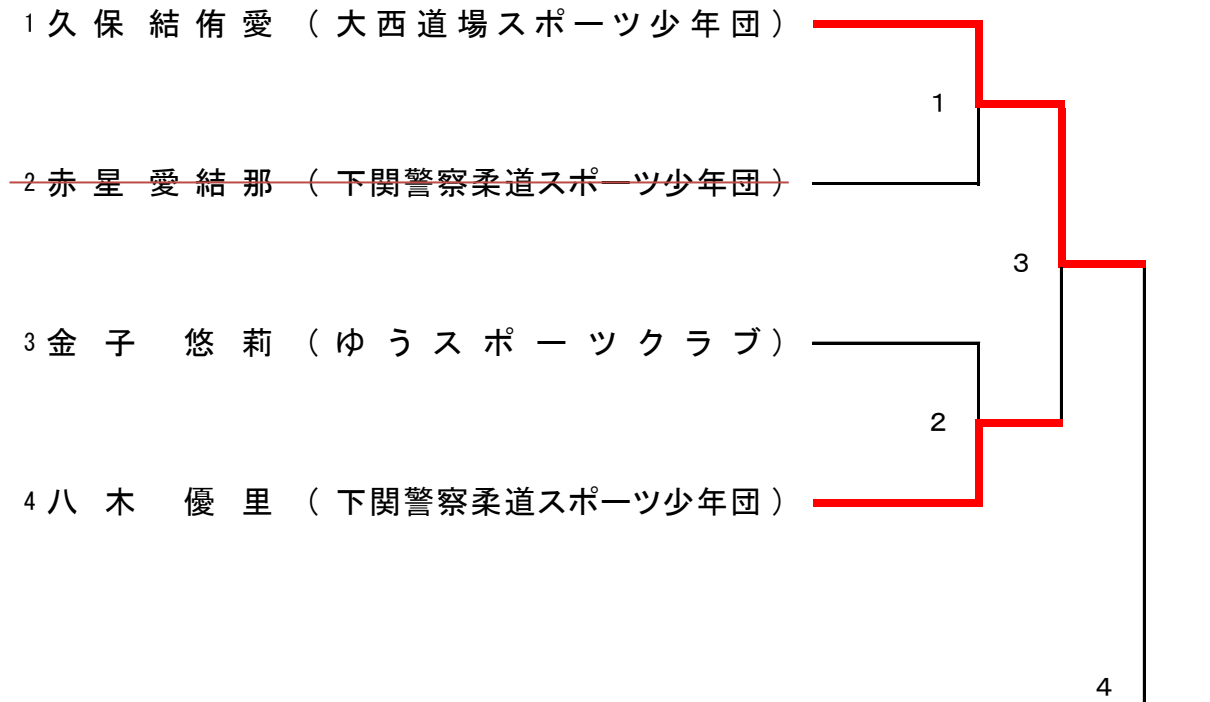 1 久保 結侑愛 (大西道場スポーツ少年団)
1
2 赤星 愛結那 (下関警察柔道スポーツ少年団)
3
3 金子 悠莉 (ゆうスポーツクラブ)
2
4 八木 優里 (下関警察柔道スポーツ少年団)
4